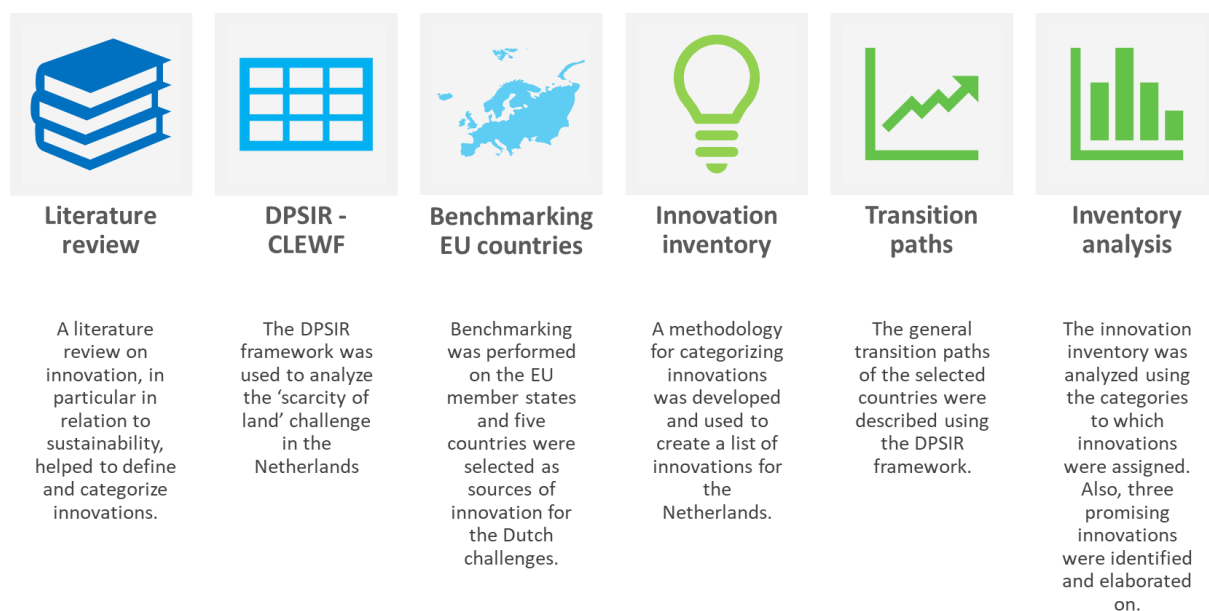 Literature
review
A literature
review on
innovation, in
particular in
relation to
sustainability,
helped to define
and categorize
innovations.
DPSIR -
CLEWF
The DPSIR
framework was
used to analyze
the ‘scarcity of
land’ challenge
in the
Netherlands
Benchmarking
EU countries
Benchmarking
was performed
on the EU
member states
and five
countries were
selected as
sources of
innovation for
the Dutch
challenges.
Innovation
inventory
A methodology
for categorizing
innovations
was developed
and used to
create a list of
innovations for
the
Netherlands.
Transition
paths
The general
transition paths
of the selected
countries were
described using
the DPSIR
framework.
Inventory
analysis
The innovation
inventory was
analyzed using
the categories
to which
innovations
were assigned.
Also, three
promising
innovations
were identified
and elaborated
on.